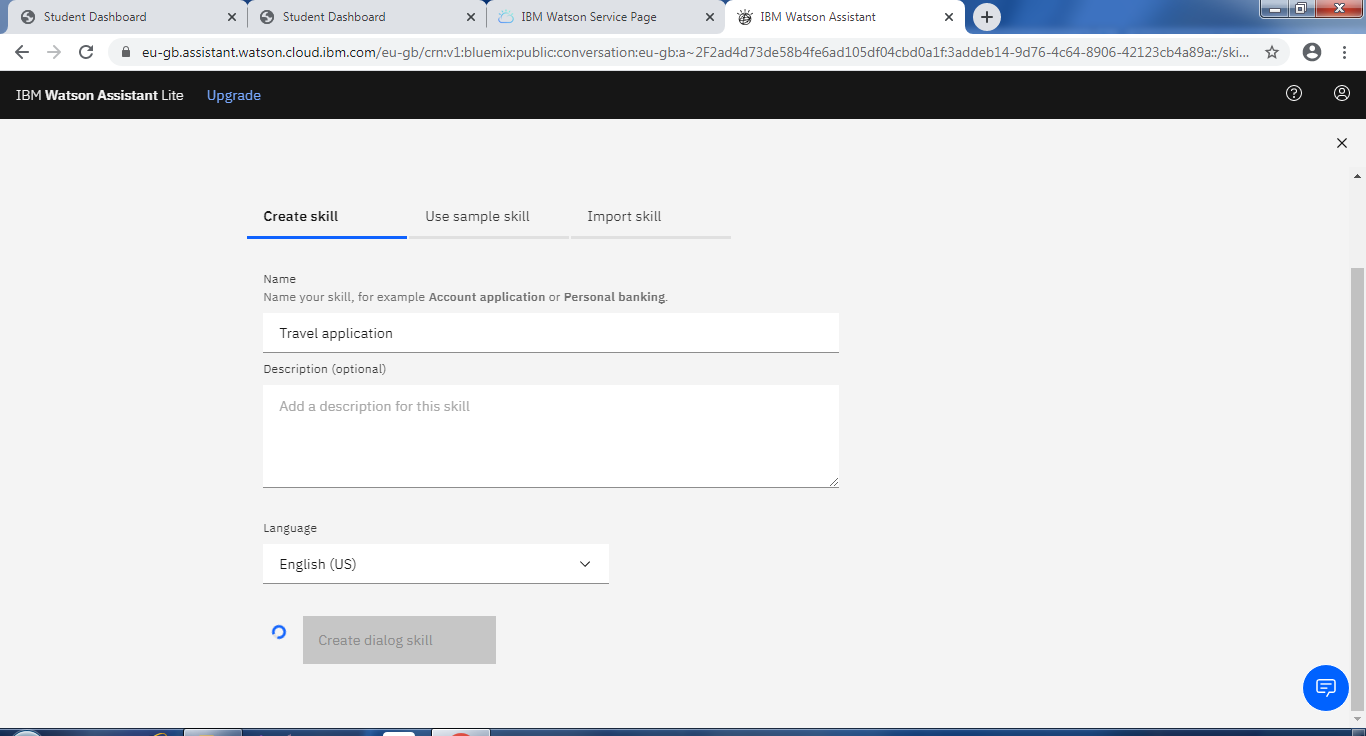 Student Dashboard
Student Dashboard
IBM Watson Service Page
IBM Watson Assistant
eu-gb.assistant.watson.cloud.ibm.com/eu-gb/crn:v1:bluemix:public:conversation:eu-gb:a~2F2ad4d73de58b4fe6ad105df04cbd0a1f:3addeb14-9d76-4c64-8906-42123cb4a89a::/ski...
IBM Watson Assistant Lite
Upgrade
Create skill
Use sample skill
Import skill
Name
Name your skill, for example Account application or Personal banking.
Travel application
Description (optional)
Add a description for this skill
Language
English (US)
Create dialog skill